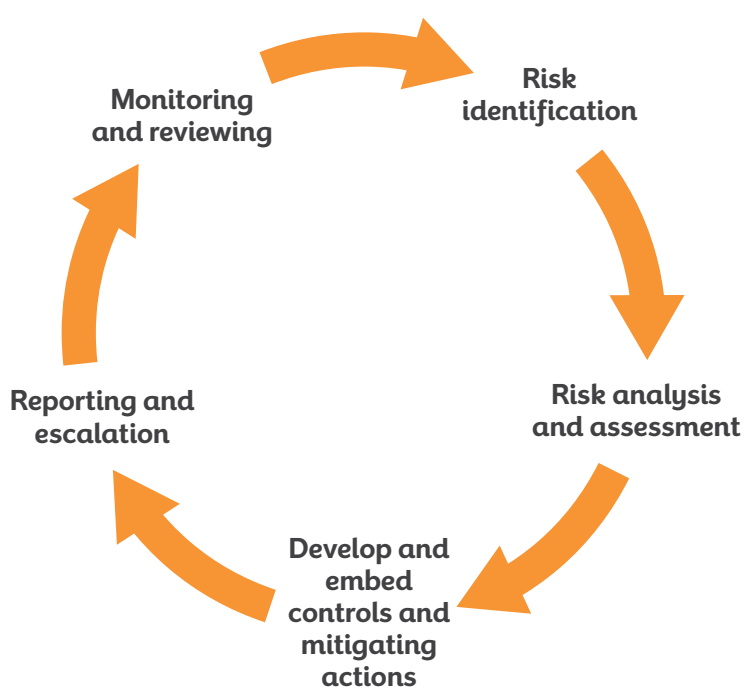 Risk
identification
Risk analysis
and assessment
Develop and
embed
controls and
mitigating
actions
Reporting and
escalation
Monitoring
and reviewing